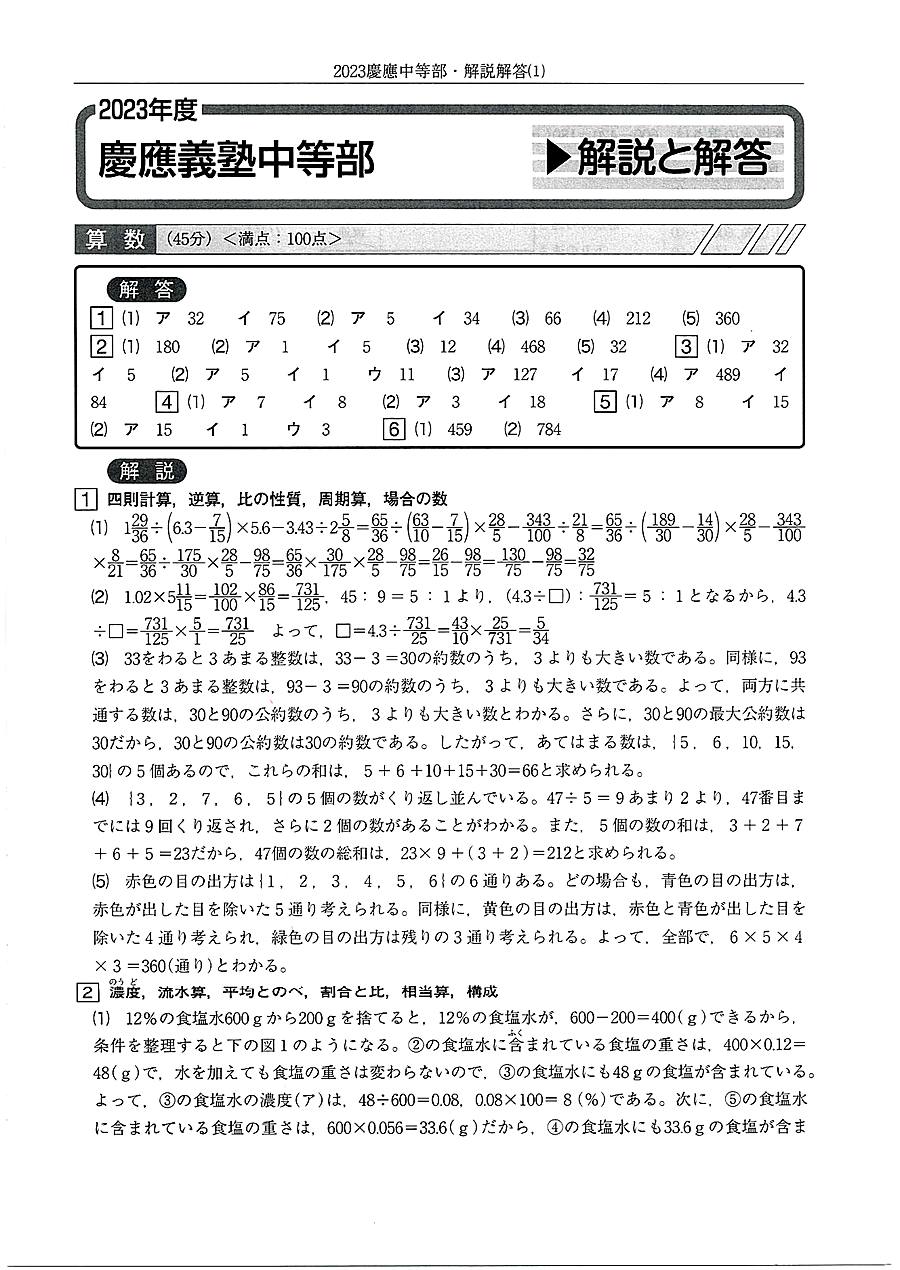 2023慶應中等部・解説解答(1)
2023年度
慶應義塾中等部 ▶解説と解答
算数 (45分) <満点:100点>
解答
1 (1) ア 32 イ 75 (2) ア 5 イ 34 (3) 66 (4) 212 (5) 360
2 (1) 180 (2) ア 1 イ 5 (3) 12 (4) 468 (5) 32 3 (1) ア 32
イ 5 (2) ア 5 イ 1 ウ 11 (3) ア 127 イ 17 (4) ア 489 イ
84 4 (1) ア 7 イ 8 (2) ア 3 イ 18 5 (1) ア 8 イ 15
(2) ア 15 イ 1 ウ 3 6 (1) 459 (2) 784
解説
1 四則計算,逆算,比の性質,周期算,場合の数
(1) 1 29/36÷(6.3−7/15)×5.6−3.43÷2 5/8=65/36÷(63/10−7/15)×28/5−343/100÷21/8=65/36÷(189/30−14/30)×28/5−343/100
×8/21=65/36÷175/30×28/5−98/75=65/36×30/175×28/5−98/75=26/15−98/75=130/75−98/75=32/75
(2) 1.02×5 11/15=102/100×86/15=731/125,45:9=5:1より,(4.3÷□):731/125=5:1となるから,4.3
÷□=731/125×5/1=731/25 よって,□=4.3÷731/25=43/10×25/731=5/34
(3) 33をわると3あまる整数は,33−3=30の約数のうち,3よりも大きい数である。同様に,93
をわると3あまる整数は,93−3=90の約数のうち,3よりも大きい数である。よって,両方に共
通する数は,30と90の公約数のうち,3よりも大きい数とわかる。さらに,30と90の最大公約数は
30だから,30と90の公約数は30の約数である。したがって,あてはまる数は,{5,6,10,15,
30}の5個あるので,これらの和は,5+6+10+15+30=66と求められる。
(4) {3,2,7,6,5}の5個の数がくり返し並んでいる。47÷5=9あまり2より,47番目ま
でには9回くり返され,さらに2個の数があることがわかる。また,5個の数の和は,3+2+7
+6+5=23だから,47個の数の総和は,23×9+(3+2)=212と求められる。
(5) 赤色の目の出方は{1,2,3,4,5,6}の6通りある。どの場合も,青色の目の出方は,
赤色が出した目を除いた5通り考えられる。同様に,黄色の目の出方は,赤色と青色が出した目を
除いた4通り考えられ,緑色の目の出方は残りの3通り考えられる。よって,全部で,6×5×4
×3=360(通り)とわかる。
のうど
2 濃度,流水算,平均とのべ,割合と比,相当算,構成
(1) 12%の食塩水600gから200gを捨てると,12%の食塩水が,600−200=400(g)できるから,
ふく
条件を整理すると下の図1のようになる。②の食塩水に含まれている食塩の重さは,400×0.12=
48(g)で,水を加えても食塩の重さは変わらないので,③の食塩水にも48gの食塩が含まれている。
よって,③の食塩水の濃度(ア)は,48÷600=0.08,0.08×100=8(%)である。次に,⑤の食塩水
に含まれている食塩の重さは,600×0.056=33.6(g)だから,④の食塩水にも33.6gの食塩が含ま